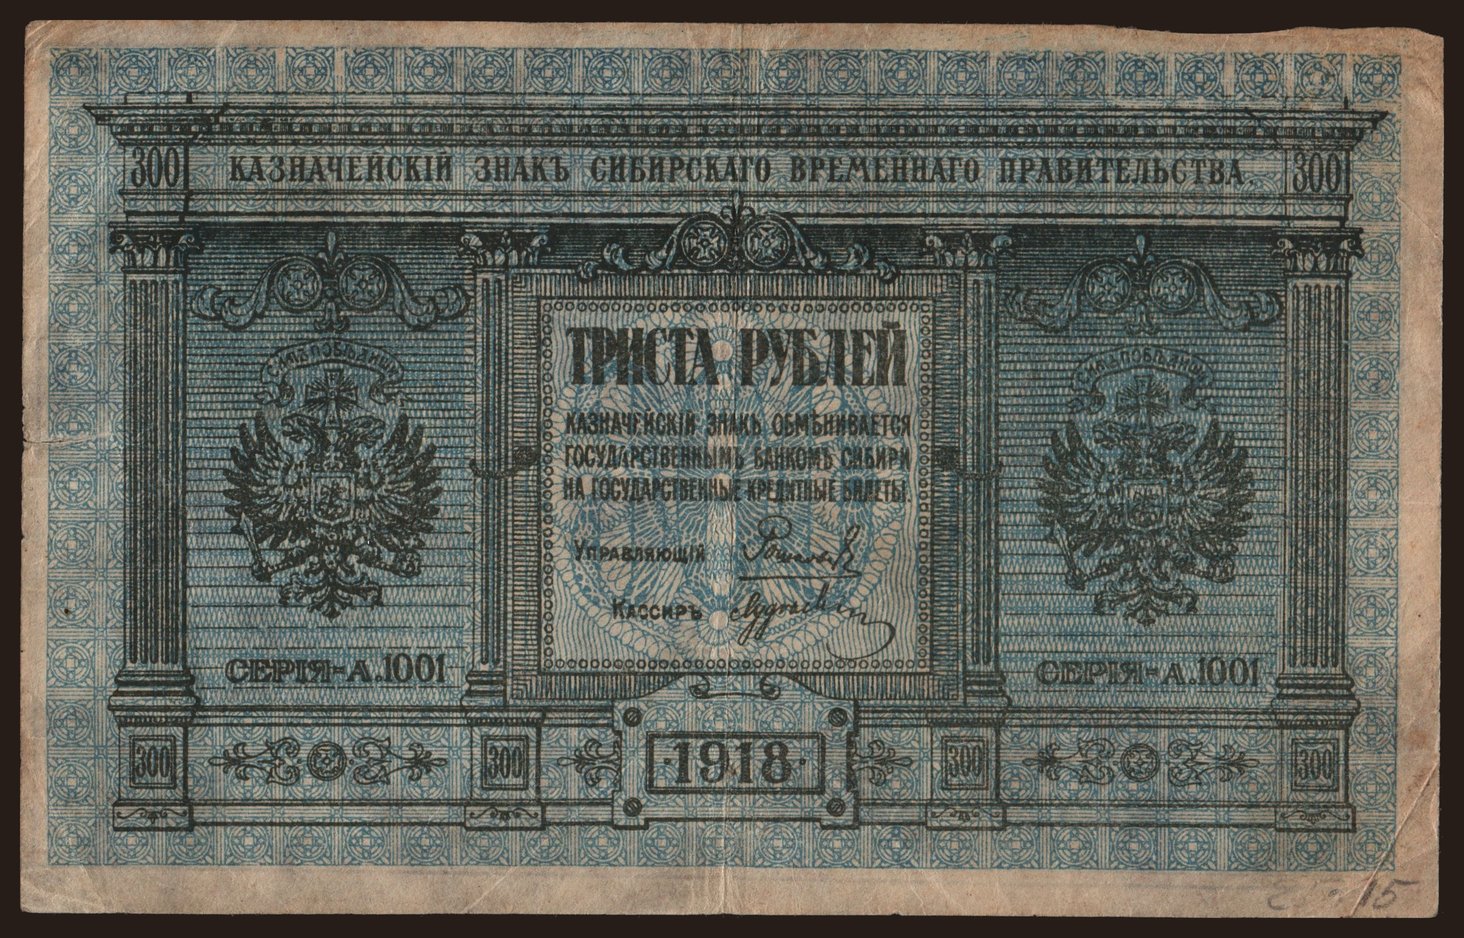 300 КАЗНАЧЕЙСКІЙ ЗНАКЪ СИБИРСКАГО ВРЕМЕННАГО ПРАВИТЕЛЬСТВА. 300
ТРИСТА РУБЛЕЙ
КАЗНАЧЕЙСКІЙ ЗНАКЪ ОБМѢНИВАЕТСЯ
ГОСУДАРСТВЕННЫМЪ БАНКОМЪ СИБИРИ
НА ГОСУДАРСТВЕННЫЕ КРЕДИТНЫЕ БИЛЕТЫ.
УПРАВЛЯЮЩІЙ
КАССИРЪ
СЕРІЯ-А.1001 СЕРІЯ-А.1001
300 300 ·1918· 300 300
15